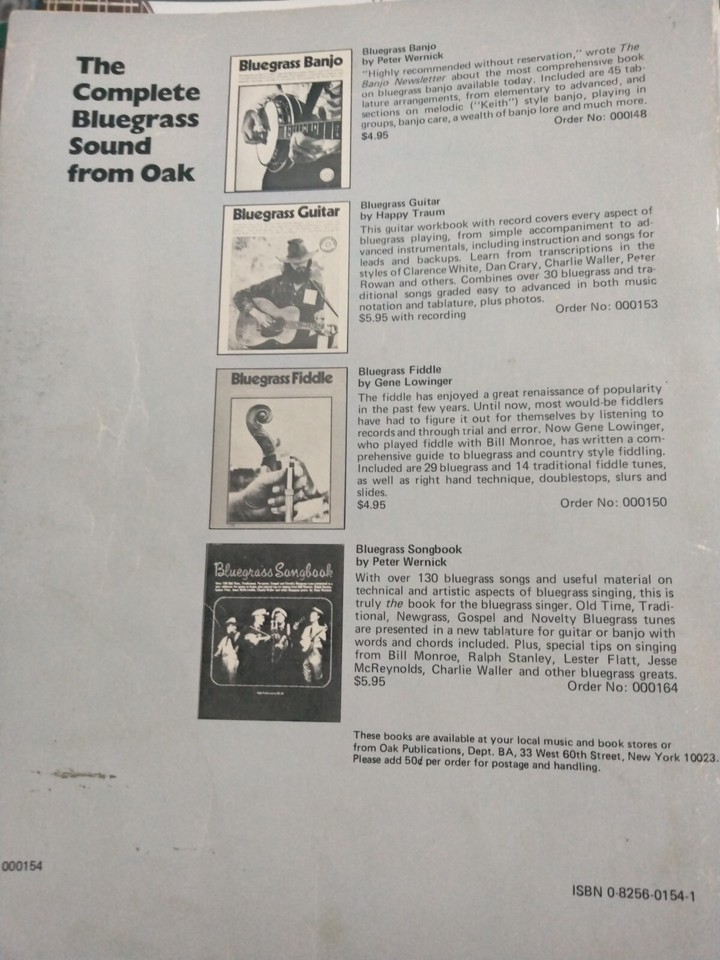 The
Complete
Bluegrass
Sound
from Oak
Bluegrass Banjo
Bluegrass Banjo
by Peter Wernick
"Highly recommended without reservation," wrote The
Banjo Newsletter about the most comprehensive book
on bluegrass banjo available today. Included are 45 tab-
lature arrangements, from elementary to advanced, and
sections on melodic ("Keith") style banjo, playing in
groups, banjo care, a wealth of banjo lore and much more.
$4.95
Order No: 000148
Bluegrass Guitar
Bluegrass Guitar
by Happy Traum
This guitar workbook with record covers every aspect of
bluegrass playing, from simple accompaniment to ad-
vanced instrumentals, including instruction and songs for
leads and backups. Learn from transcriptions in the
styles of Clarence White, Dan Crary, Charlie Waller, Peter
Rowan and others. Combines over 30 bluegrass and tra-
ditional songs graded easy to advanced in both music
notation and tablature, plus photos.
$5.95 with recording
Order No: 000153
Bluegrass Fiddle
Bluegrass Fiddle
by Gene Lowinger
The fiddle has enjoyed a great renaissance of popularity
in the past few years. Until now, most would-be fiddlers
have had to figure it out for themselves by listening to
records and through trial and error. Now Gene Lowinger,
who played fiddle with Bill Monroe, has written a com-
prehensive guide to bluegrass and country style fiddling.
Included are 29 bluegrass and 14 traditional fiddle tunes,
as well as right hand technique, doublestops, slurs and
slides.
$4.95
Order No: 000150
Bluegrass Songbook
Bluegrass Songbook
by Peter Wernick
With over 130 bluegrass songs and useful material on
technical and artistic aspects of bluegrass singing, this is
truly the book for the bluegrass singer. Old Time, Tradi-
tional, Newgrass, Gospel and Novelty Bluegrass tunes
are presented in a new tablature for guitar or banjo with
words and chords included. Plus, special tips on singing
from Bill Monroe, Ralph Stanley, Lester Flatt, Jesse
McReynolds, Charlie Waller and other bluegrass greats.
$5.95
Order No: 000164
These books are available at your local music and book stores or
from Oak Publications, Dept. BA, 33 West 60th Street, New York 10023.
Please add 50¢ per order for postage and handling.
000154
ISBN 0-8256-0154-1